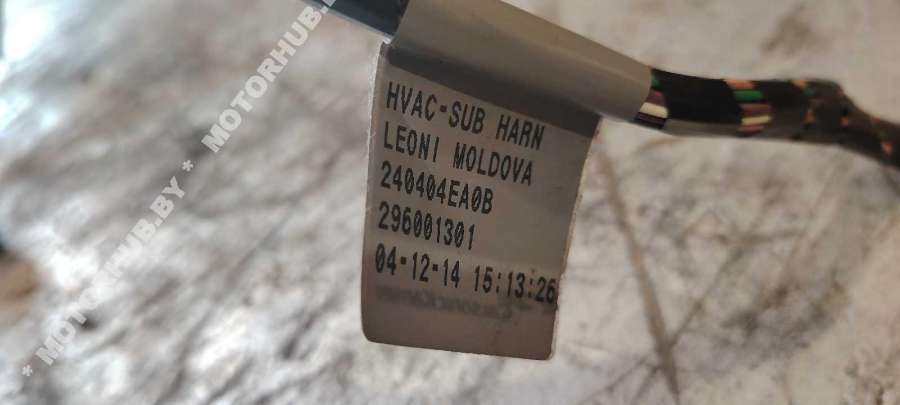 * MOTORHUB.BY * MOTORHUB.BY
HVAC-SUB HARN
LEONI MOLDOVA
240404EA0B
296001301
04-12-14 15:13:26